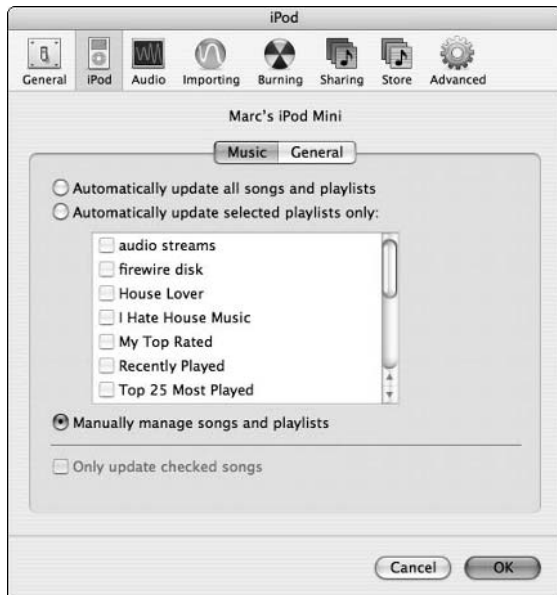 iPod
General iPod Audio Importing Burning Sharing Store Advanced
Marc's iPod Mini
Music General
Automatically update all songs and playlists
Automatically update selected playlists only:
audio streams
firewire disk
House Lover
I Hate House Music
My Top Rated
Recently Played
Top 25 Most Played
Manually manage songs and playlists
Only update checked songs
Cancel OK